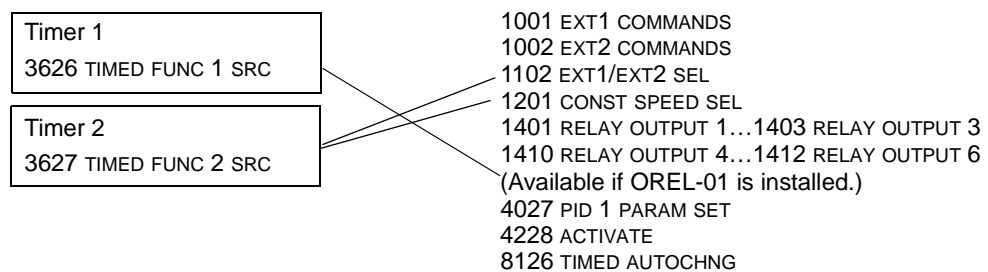 Timer 1
3626 TIMED FUNC 1 SRC
Timer 2
3627 TIMED FUNC 2 SRC
1001 EXT1 COMMANDS
1002 EXT2 COMMANDS
1102 EXT1/EXT2 SEL
1201 CONST SPEED SEL
1401 RELAY OUTPUT 1…1403 RELAY OUTPUT 3
1410 RELAY OUTPUT 4…1412 RELAY OUTPUT 6
(Available if OREL-01 is installed.)
4027 PID 1 PARAM SET
4228 ACTIVATE
8126 TIMED AUTOCHNG